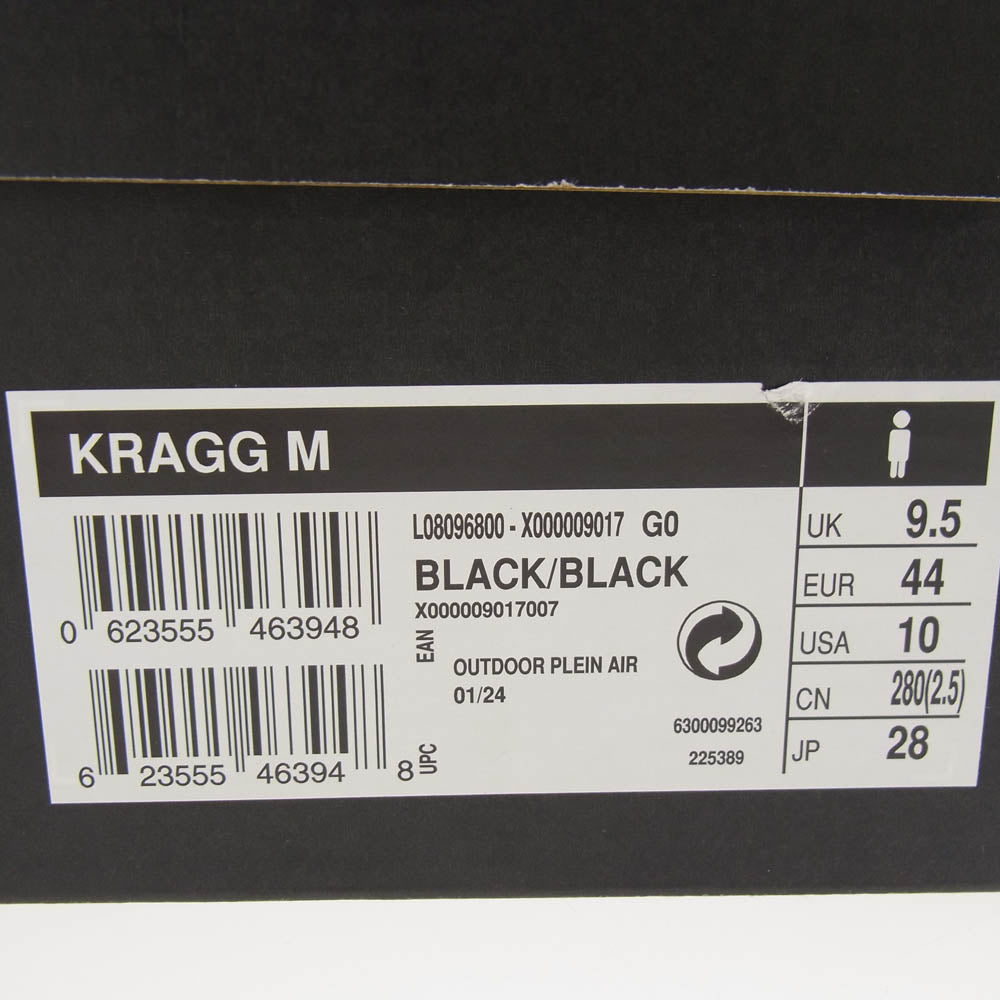 KRAGG M
L08096800 - X000009017 G0
BLACK/BLACK
X000009017007
0 623555 463948
EAN
OUTDOOR PLEIN AIR
01/24
6 23555 46394 8
UPC
6300099263
225389
UK 9.5
EUR 44
USA 10
CN 280(2.5)
JP 28